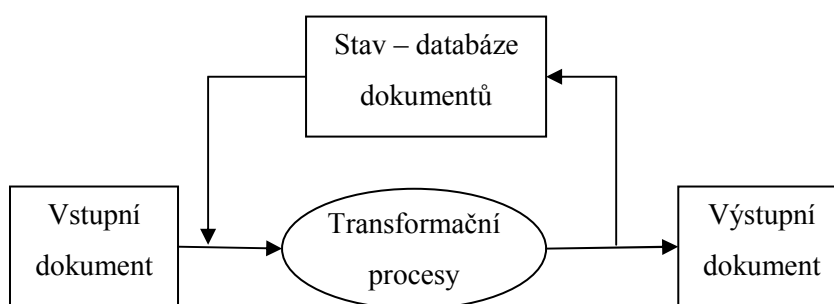 Stav – databáze
dokumentů
Vstupní
dokument
Transformační
procesy
Výstupní
dokument